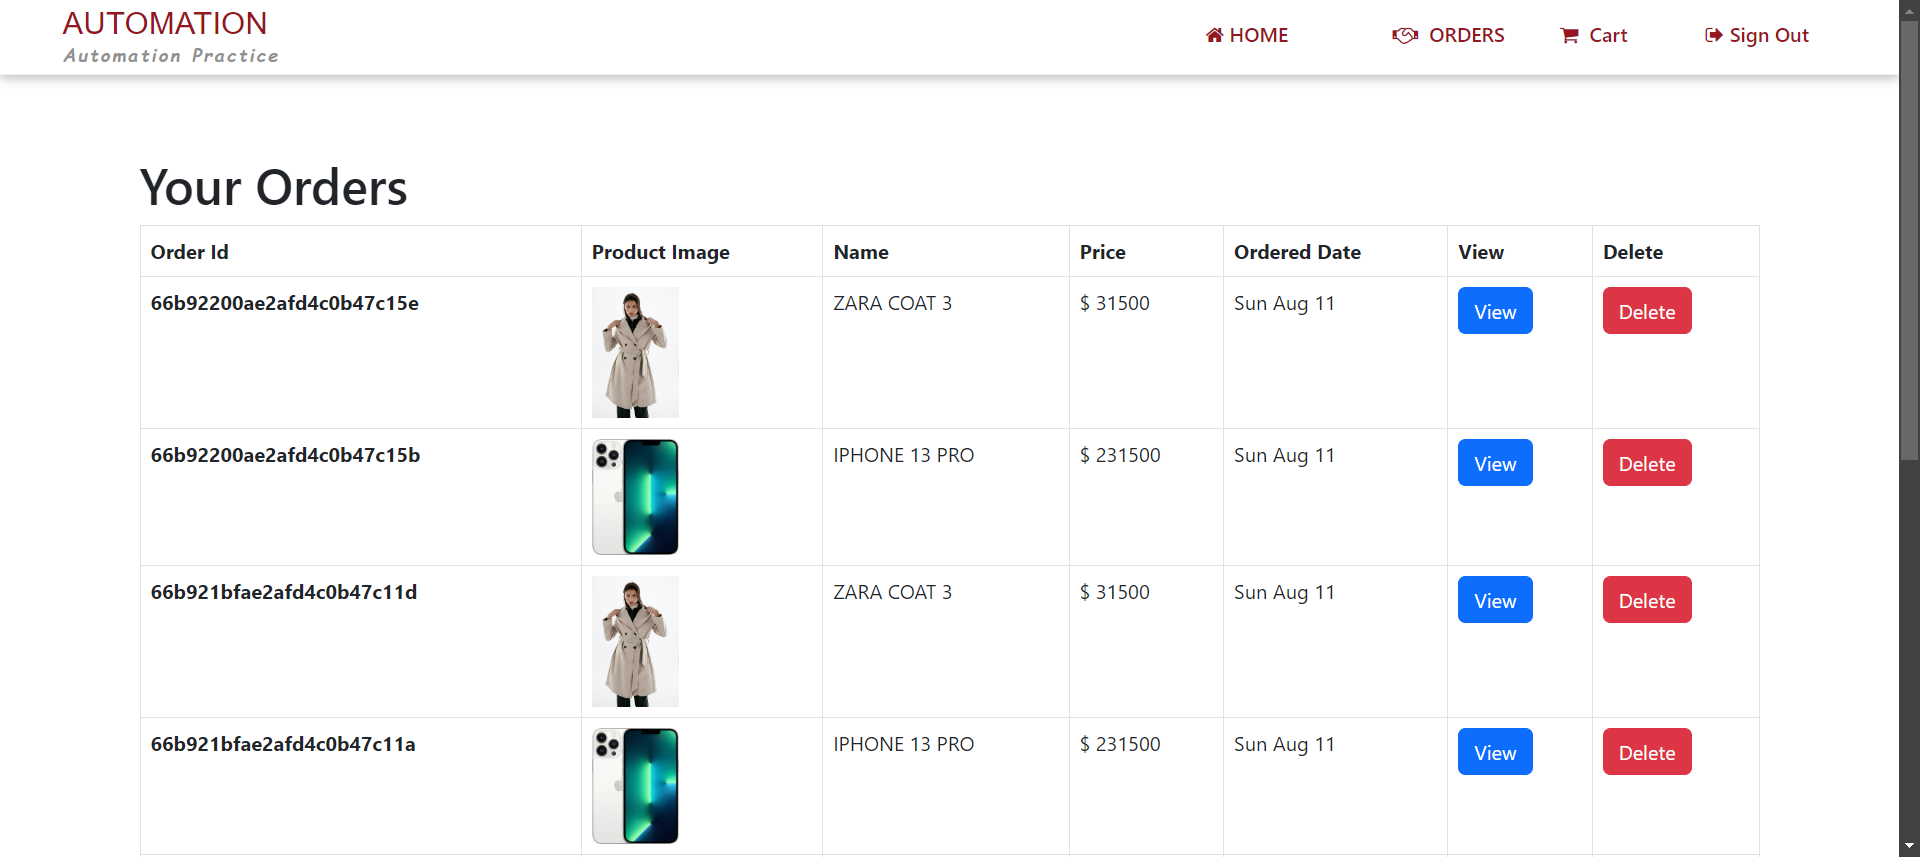 AUTOMATION
Automation Practice
HOME ORDERS Cart Sign Out
Your Orders
Order Id Product Image Name Price Ordered Date View Delete
66b92200ae2afd4c0b47c15e ZARA COAT 3 $ 31500 Sun Aug 11 View Delete
66b92200ae2afd4c0b47c15b IPHONE 13 PRO $ 231500 Sun Aug 11 View Delete
66b921bfae2afd4c0b47c11d ZARA COAT 3 $ 31500 Sun Aug 11 View Delete
66b921bfae2afd4c0b47c11a IPHONE 13 PRO $ 231500 Sun Aug 11 View Delete